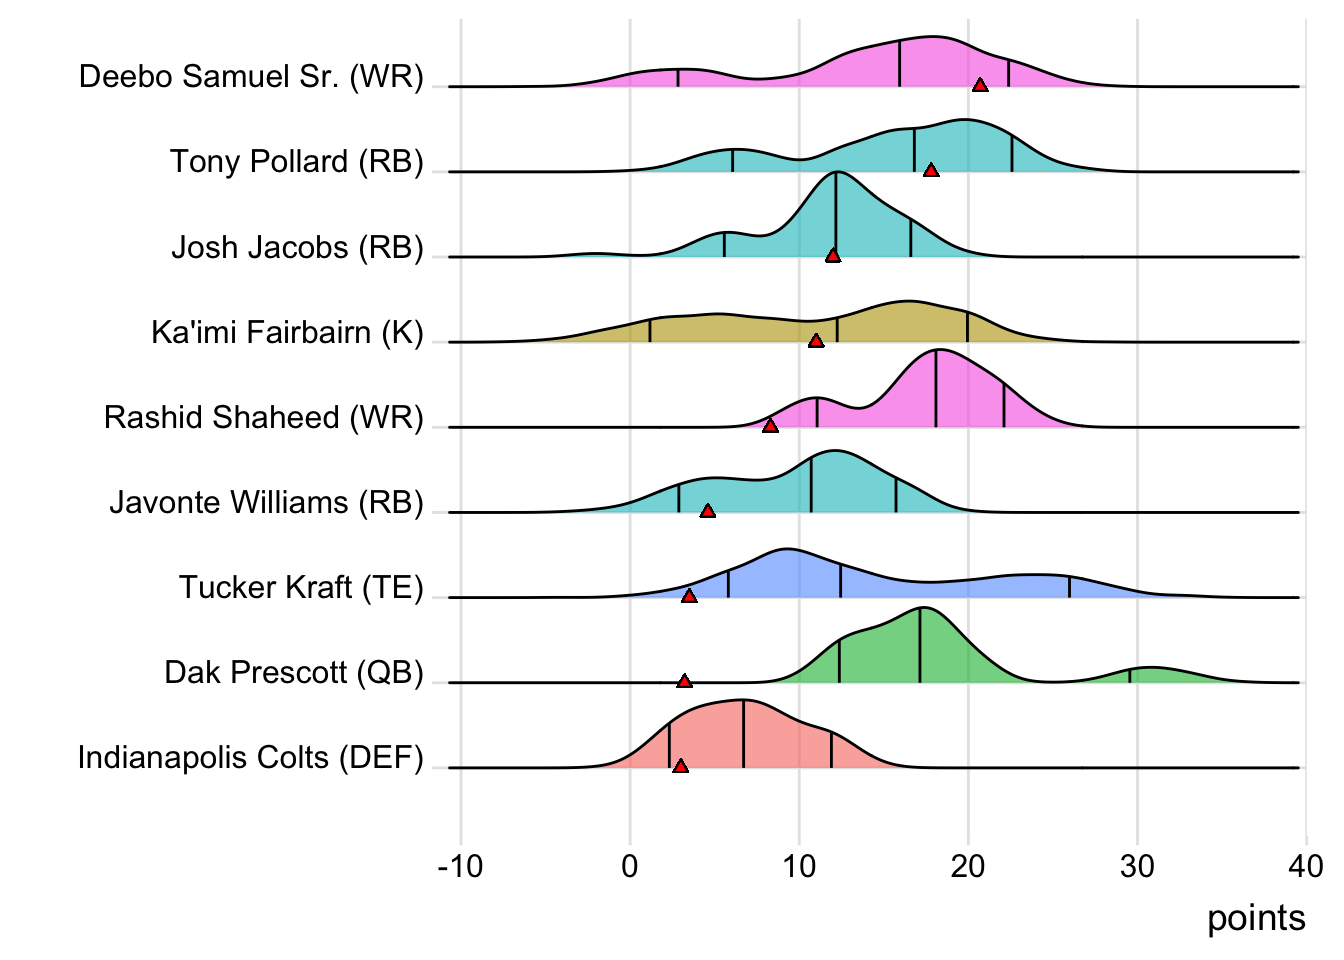 Deebo Samuel Sr. (WR)
Tony Pollard (RB)
Josh Jacobs (RB)
Ka'imi Fairbairn (K)
Rashid Shaheed (WR)
Javonte Williams (RB)
Tucker Kraft (TE)
Dak Prescott (QB)
Indianapolis Colts (DEF)
-10 0 10 20 30 40
points